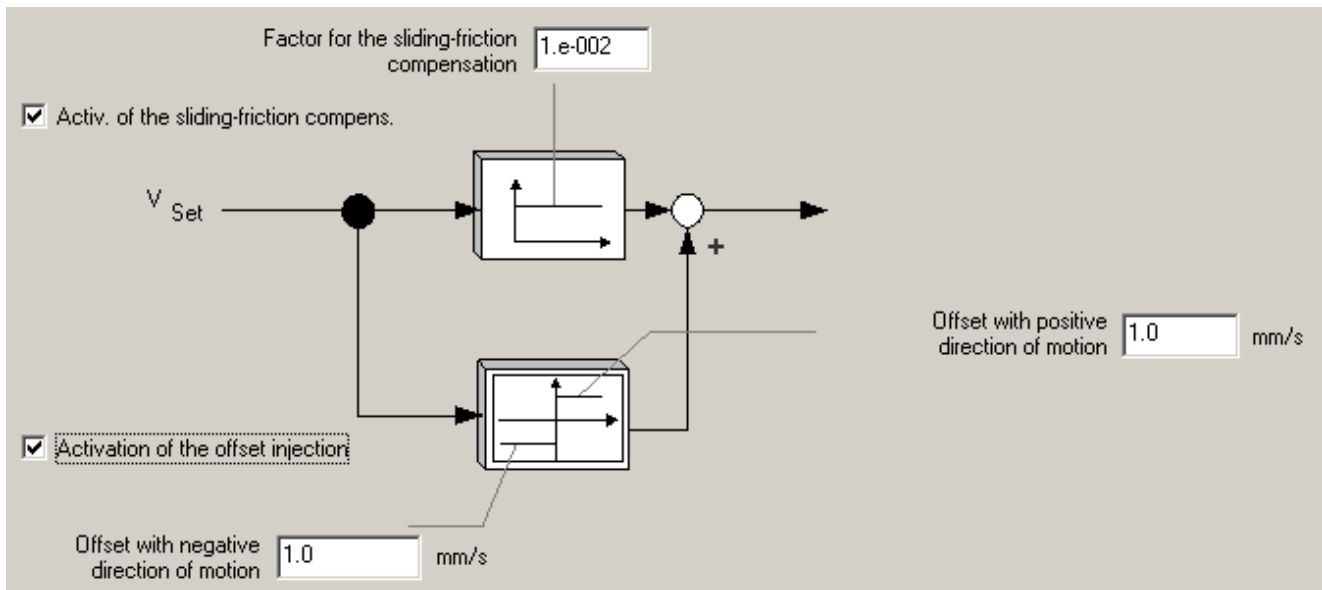 Factor for the sliding-friction
compensation
1.e-002
Activ. of the sliding-friction compens.
V Set
+
Offset with positive
direction of motion
1.0
mm/s
Activation of the offset injection
Offset with negative
direction of motion
1.0
mm/s